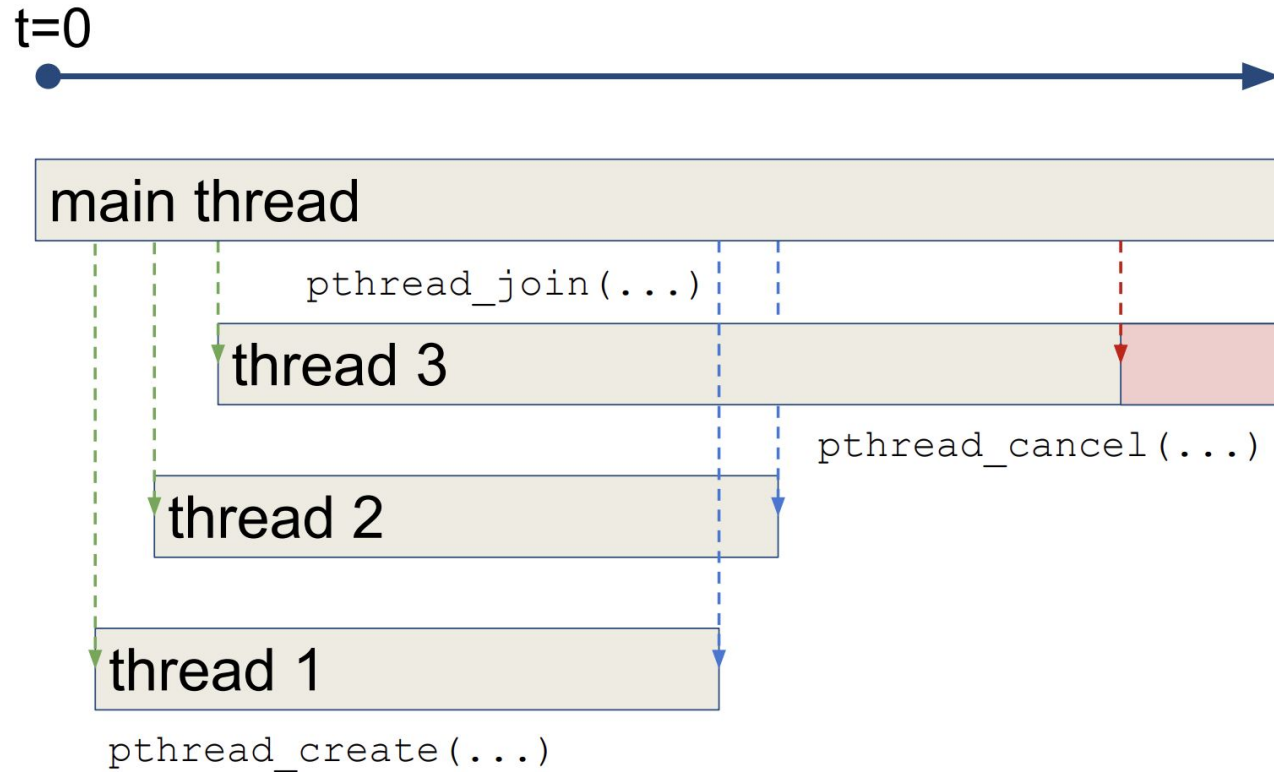 t=0
main thread
pthread_join(...)
thread 3
pthread_cancel(...)
thread 2
thread 1
pthread_create(...)